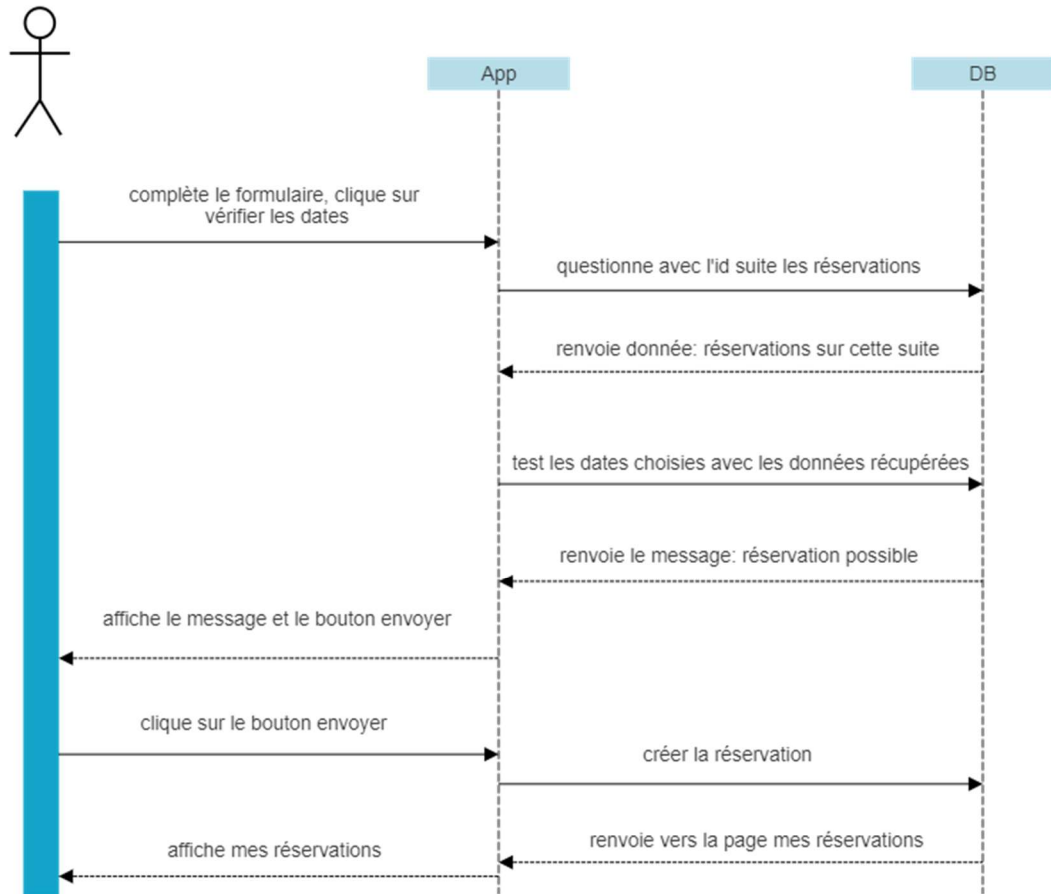 App
DB
complète le formulaire, clique sur
vérifier les dates
questionne avec l'id suite les réservations
renvoie donnée: réservations sur cette suite
test les dates choisies avec les données récupérées
renvoie le message: réservation possible
affiche le message et le bouton envoyer
clique sur le bouton envoyer
créer la réservation
renvoie vers la page mes réservations
affiche mes réservations